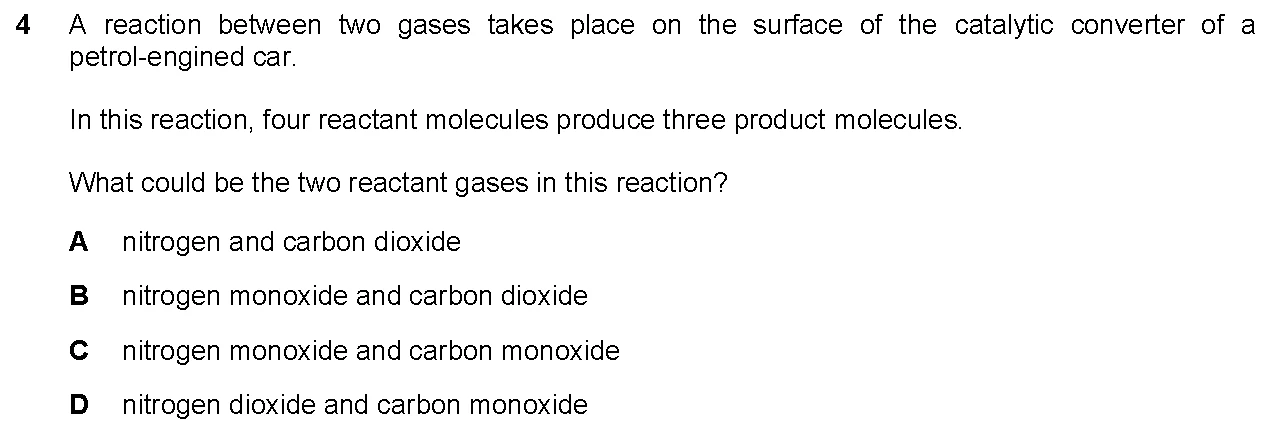 4 A reaction between two gases takes place on the surface of the catalytic converter of a
petrol-engined car.
In this reaction, four reactant molecules produce three product molecules.
What could be the two reactant gases in this reaction?
A nitrogen and carbon dioxide
B nitrogen monoxide and carbon dioxide
C nitrogen monoxide and carbon monoxide
D nitrogen dioxide and carbon monoxide